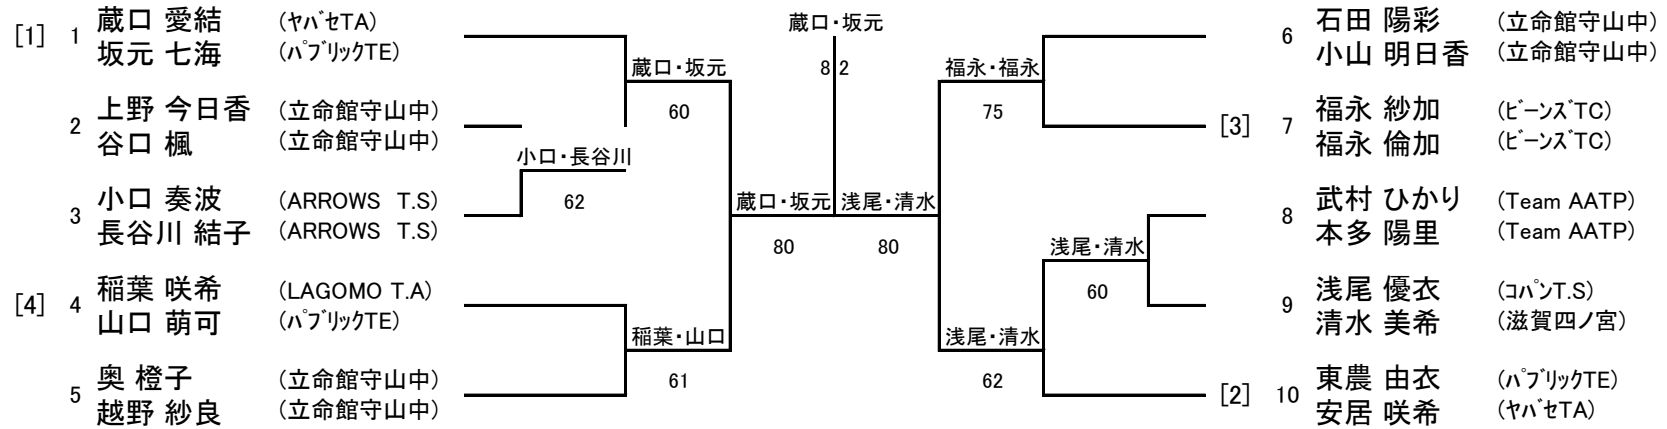 [1] 1 蔵口 愛結 (ﾔﾊﾞｾTA)
坂元 七海 (ﾊﾟﾌﾞﾘｯｸTE)
2 上野 今日香 (立命館守山中)
谷口 楓 (立命館守山中)
3 小口 奏波 (ARROWS T.S)
長谷川 結子 (ARROWS T.S)
[4] 4 稲葉 咲希 (LAGOMO T.A)
山口 萌可 (ﾊﾟﾌﾞﾘｯｸTE)
5 奥 橙子 (立命館守山中)
越野 紗良 (立命館守山中)
蔵口・坂元
60
小口・長谷川
62
稲葉・山口
61
蔵口・坂元
80
蔵口・坂元
8 2
浅尾・清水
80
福永・福永
75
浅尾・清水
60
浅尾・清水
62
6 石田 陽彩 (立命館守山中)
小山 明日香 (立命館守山中)
[3] 7 福永 紗加 (ﾋﾞｰﾝｽﾞTC)
福永 倫加 (ﾋﾞｰﾝｽﾞTC)
8 武村 ひかり (Team AATP)
本多 陽里 (Team AATP)
9 浅尾 優衣 (ｺﾊﾟﾝT.S)
清水 美希 (滋賀四ノ宮)
[2] 10 東農 由衣 (ﾊﾟﾌﾞﾘｯｸTE)
安居 咲希 (ﾔﾊﾞｾTA)